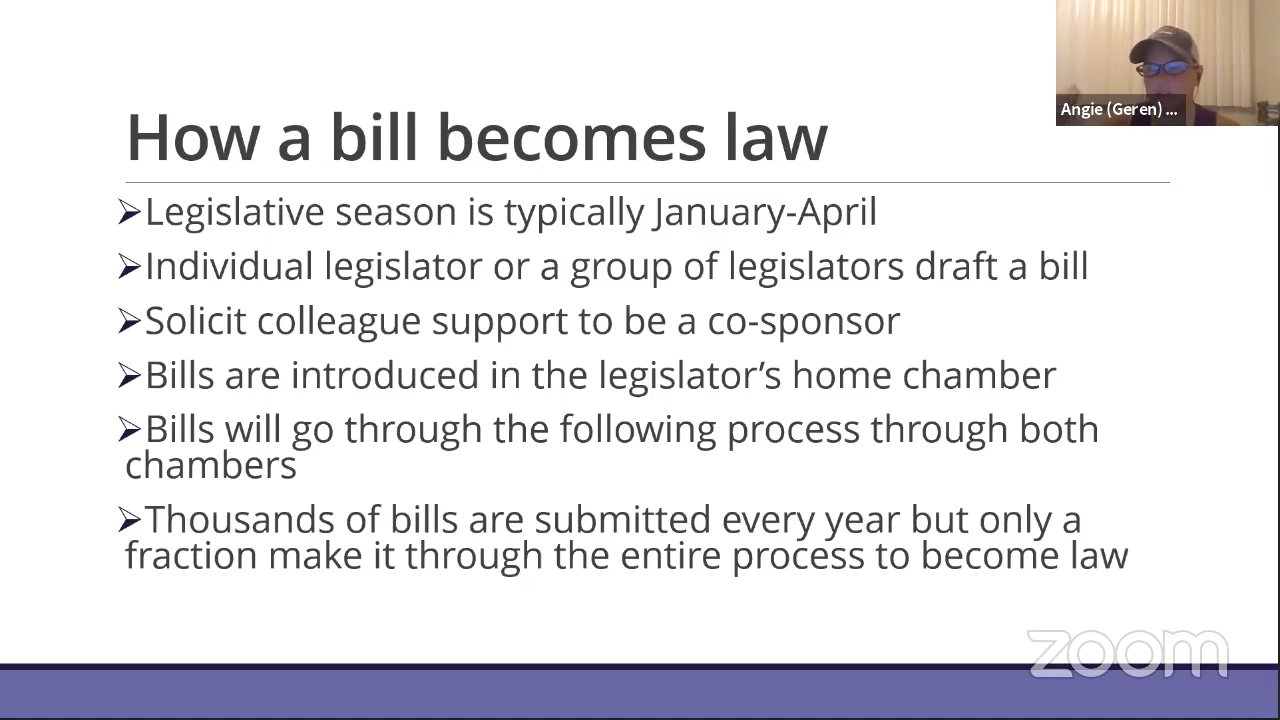 Angie (Geren) ...
How a bill becomes law
➢Legislative season is typically January-April
➢Individual legislator or a group of legislators draft a bill
➢Solicit colleague support to be a co-sponsor
➢Bills are introduced in the legislator’s home chamber
➢Bills will go through the following process through both
chambers
➢Thousands of bills are submitted every year but only a
fraction make it through the entire process to become law
zoom